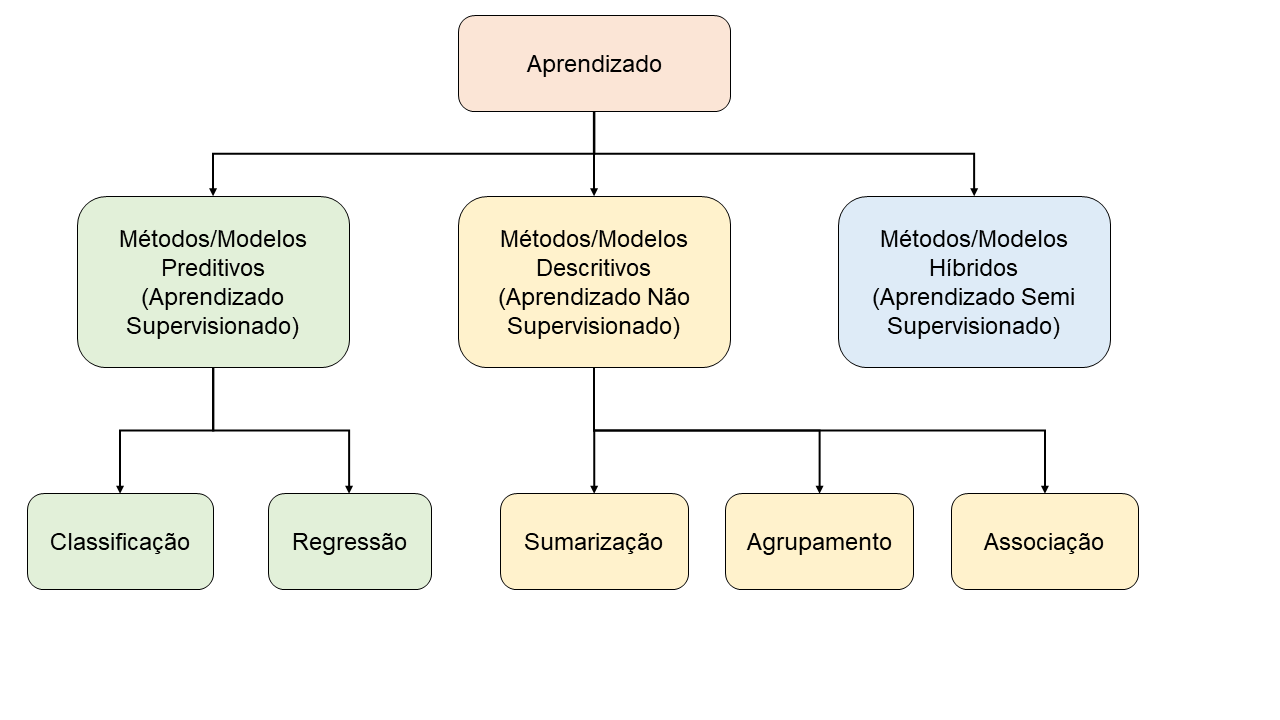 Aprendizado
Métodos/Modelos
Preditivos
(Aprendizado
Supervisionado)
Métodos/Modelos
Descritivos
(Aprendizado Não
Supervisionado)
Métodos/Modelos
Híbridos
(Aprendizado Semi
Supervisionado)
Classificação
Regressão
Sumarização
Agrupamento
Associação